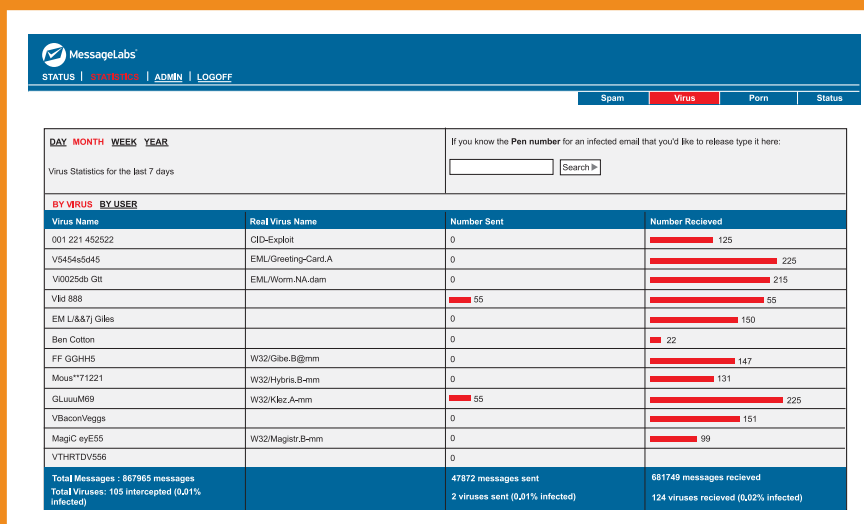 MessageLabs
STATUS | STATISTICS | ADMIN | LOGOFF
Spam Virus Porn Status
DAY MONTH WEEK YEAR
If you know the Pen number for an infected email that you'd like to release type it here:
Virus Statistics for the last 7 days
Search
BY VIRUS BY USER
Virus Name Real Virus Name Number Sent Number Recieved
001 221 452522 CID-Exploit 0 125
V5454s5d45 EML/Greeting-Card.A 0 225
Vi0025db Gtt EML/Worm.NA.dam 0 215
Vlid 888 55 55
EM L/&&7j Giles 0 150
Ben Cotton 0 22
FF GGHH5 W32/Gibe.B@mm 0 147
Mous**71221 W32/Hybris.B-mm 0 131
GLuuuM69 W32/Klez.A-mm 55 225
VBaconVeggs 0 151
MagiC eyE55 W32/Magistr.B-mm 0 99
VTHRTDV556 0
Total Messages : 867965 messages 47872 messages sent 681749 messages recieved
Total Viruses: 105 intercepted (0.01% infected) 2 viruses sent (0.01% infected) 124 viruses recieved (0.02% infected)